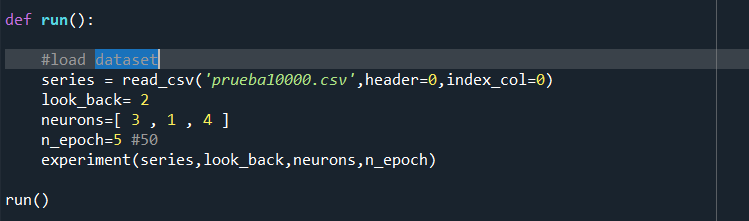 def run():
    #load dataset
    series = read_csv('prueba10000.csv',header=0,index_col=0)
    look_back= 2
    neurons=[ 3 , 1 , 4 ]
    n_epoch=5 #50
    experiment(series,look_back,neurons,n_epoch)
run()